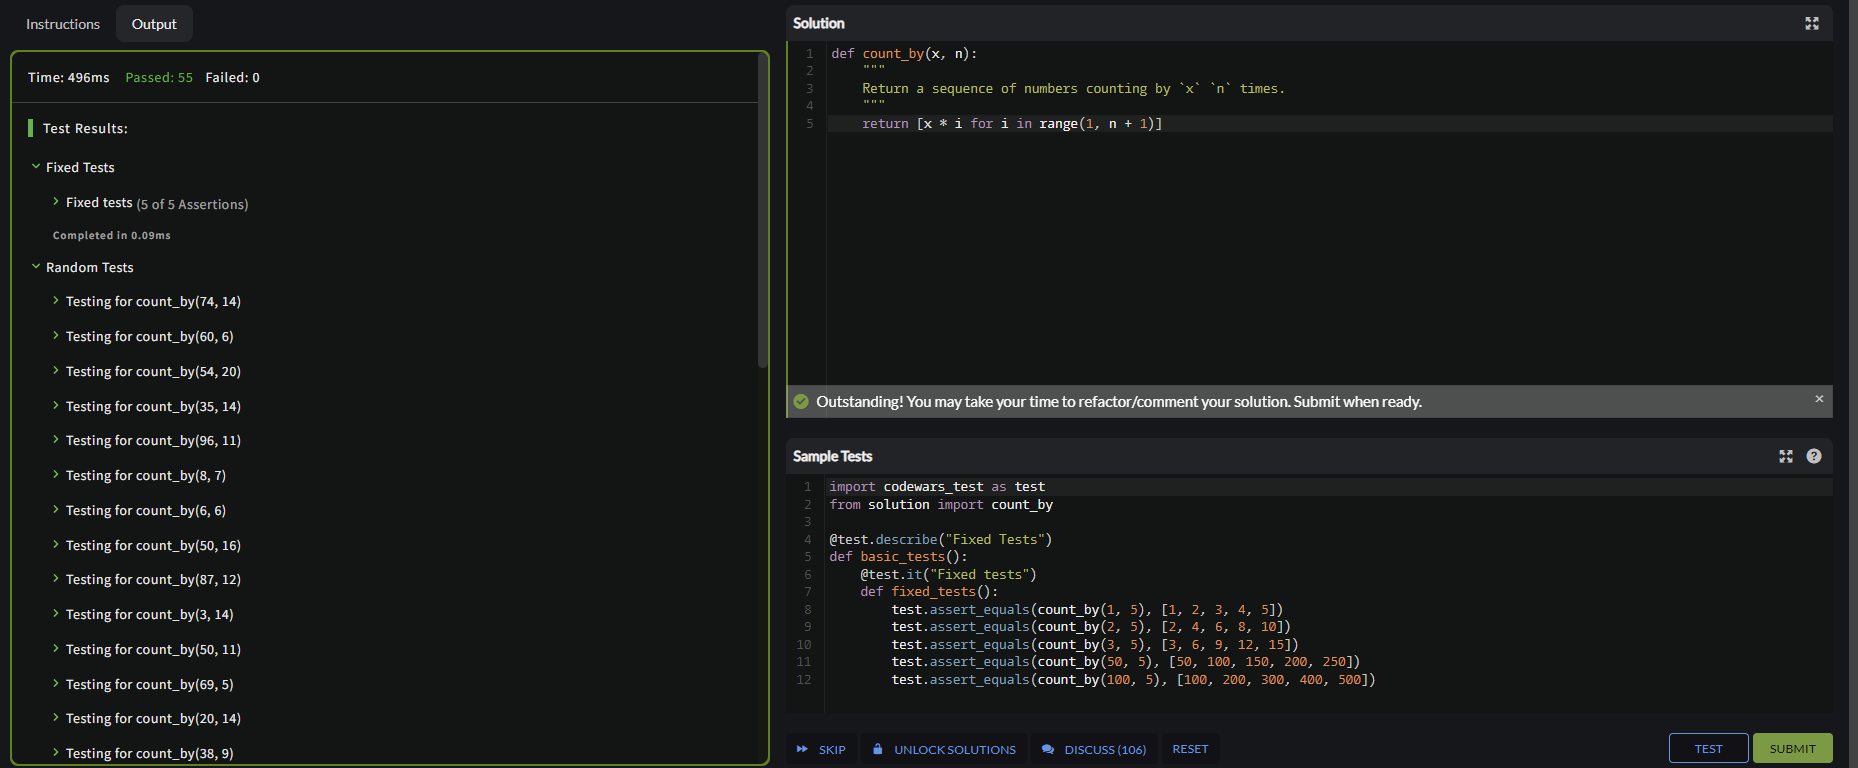 Instructions
Output
Time: 496ms Passed: 55 Failed: 0
Test Results:
Fixed Tests
Fixed tests (5 of 5 Assertions)
Completed in 0.09ms
Random Tests
Testing for count_by(74, 14)
Testing for count_by(60, 6)
Testing for count_by(54, 20)
Testing for count_by(35, 14)
Testing for count_by(96, 11)
Testing for count_by(8, 7)
Testing for count_by(6, 6)
Testing for count_by(50, 16)
Testing for count_by(87, 12)
Testing for count_by(3, 14)
Testing for count_by(50, 11)
Testing for count_by(69, 5)
Testing for count_by(20, 14)
Testing for count_by(38, 9)
Solution
1 def count_by(x, n):
2     """
3     Return a sequence of numbers counting by `x` `n` times.
4     """
5     return [x * i for i in range(1, n + 1)]
Outstanding! You may take your time to refactor/comment your solution. Submit when ready.
Sample Tests
1 import codewars_test as test
2 from solution import count_by
3
4 @test.describe("Fixed Tests")
5 def basic_tests():
6     @test.it("Fixed tests")
7     def fixed_tests():
8         test.assert_equals(count_by(1, 5), [1, 2, 3, 4, 5])
9         test.assert_equals(count_by(2, 5), [2, 4, 6, 8, 10])
10         test.assert_equals(count_by(3, 5), [3, 6, 9, 12, 15])
11         test.assert_equals(count_by(50, 5), [50, 100, 150, 200, 250])
12         test.assert_equals(count_by(100, 5), [100, 200, 300, 400, 500])
SKIP
UNLOCK SOLUTIONS
DISCUSS (106)
RESET
TEST
SUBMIT